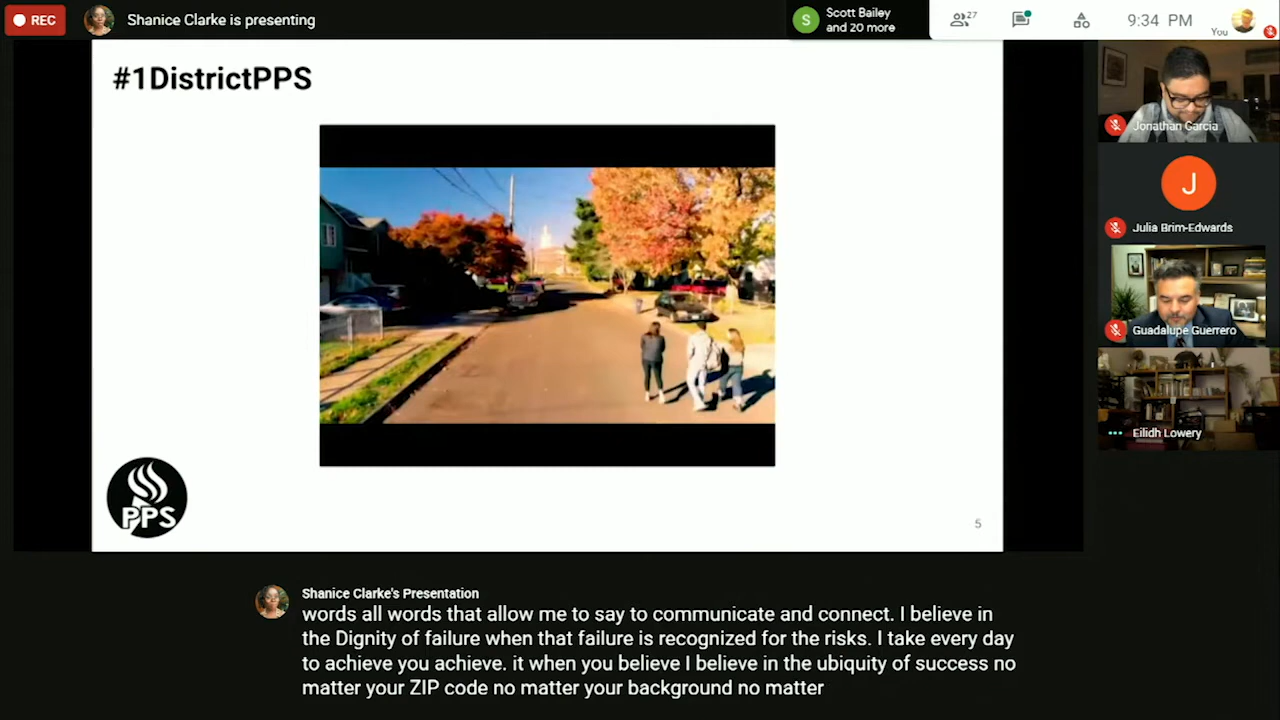 REC
Shanice Clarke is presenting
S
Scott Bailey
and 20 more
27
9:34 PM
You
#1DistrictPPS
Jonathan Garcia
J
Julia Brim-Edwards
Guadalupe Guerrero
Eilidh Lowery
PPS
5
Shanice Clarke's Presentation
words all words that allow me to say to communicate and connect. I believe in
the Dignity of failure when that failure is recognized for the risks. I take every day
to achieve you achieve. it when you believe I believe in the ubiquity of success no
matter your ZIP code no matter your background no matter